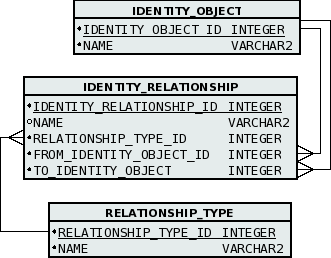 IDENTITY_OBJECT
*IDENTITY_OBJECT_ID INTEGER
*NAME VARCHAR2
IDENTITY_RELATIONSHIP
*IDENTITY_RELATIONSHIP_ID INTEGER
oNAME VARCHAR2
*RELATIONSHIP_TYPE_ID INTEGER
*FROM_IDENTITY_OBJECT_ID INTEGER
*TO_IDENTITY_OBJECT INTEGER
RELATIONSHIP_TYPE
*RELATIONSHIP_TYPE_ID INTEGER
*NAME VARCHAR2